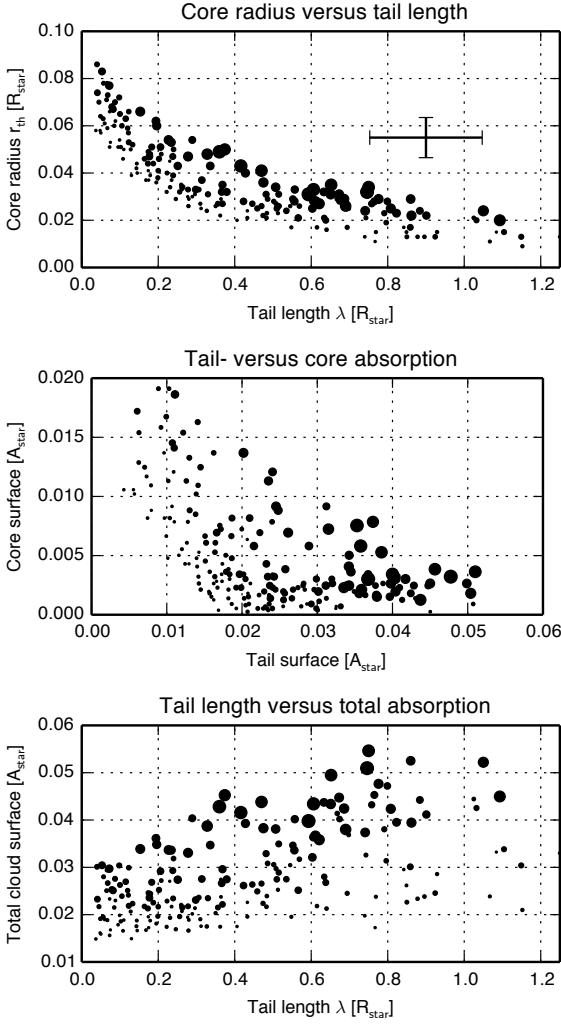 Core radius versus tail length
Core radius r_th [R_star]
0.10
0.08
0.06
0.04
0.02
0.00
0.0 0.2 0.4 0.6 0.8 1.0 1.2
Tail length λ [R_star]
Tail- versus core absorption
Core surface [A_star]
0.020
0.015
0.010
0.005
0.000
0.00 0.01 0.02 0.03 0.04 0.05 0.06
Tail surface [A_star]
Tail length versus total absorption
Total cloud surface [A_star]
0.06
0.05
0.04
0.03
0.02
0.01
0.0 0.2 0.4 0.6 0.8 1.0 1.2
Tail length λ [R_star]